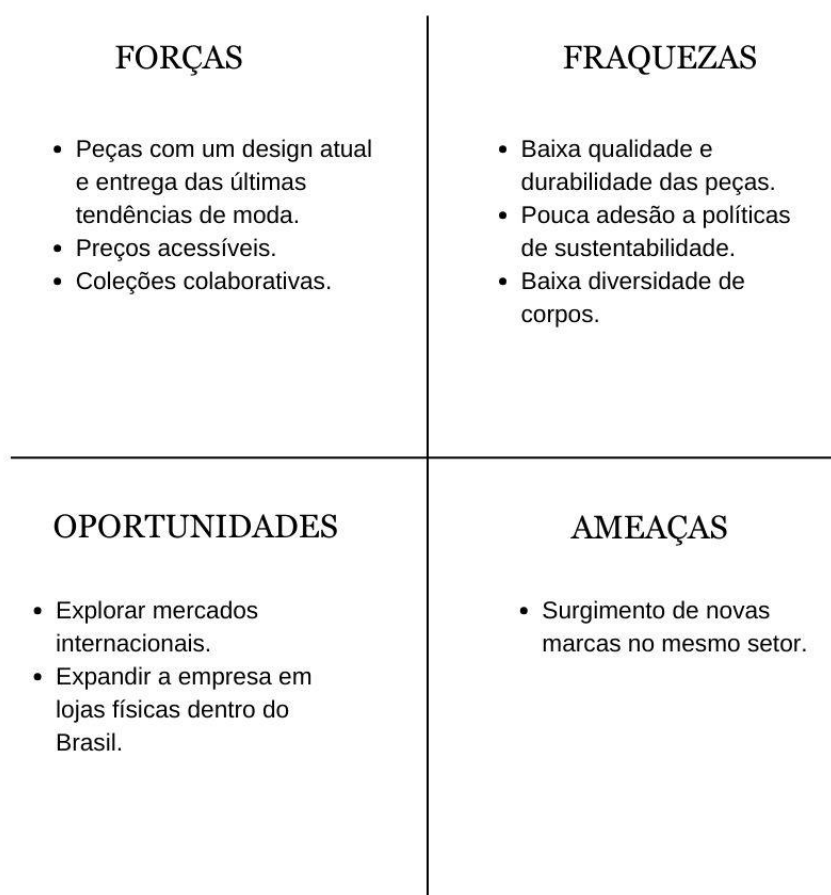 FORÇAS
• Peças com um design atual
e entrega das últimas
tendências de moda.
• Preços acessíveis.
• Coleções colaborativas.
FRAQUEZAS
• Baixa qualidade e
durabilidade das peças.
• Pouca adesão a políticas
de sustentabilidade.
• Baixa diversidade de
corpos.
OPORTUNIDADES
• Explorar mercados
internacionais.
• Expandir a empresa em
lojas físicas dentro do
Brasil.
AMEAÇAS
• Surgimento de novas
marcas no mesmo setor.